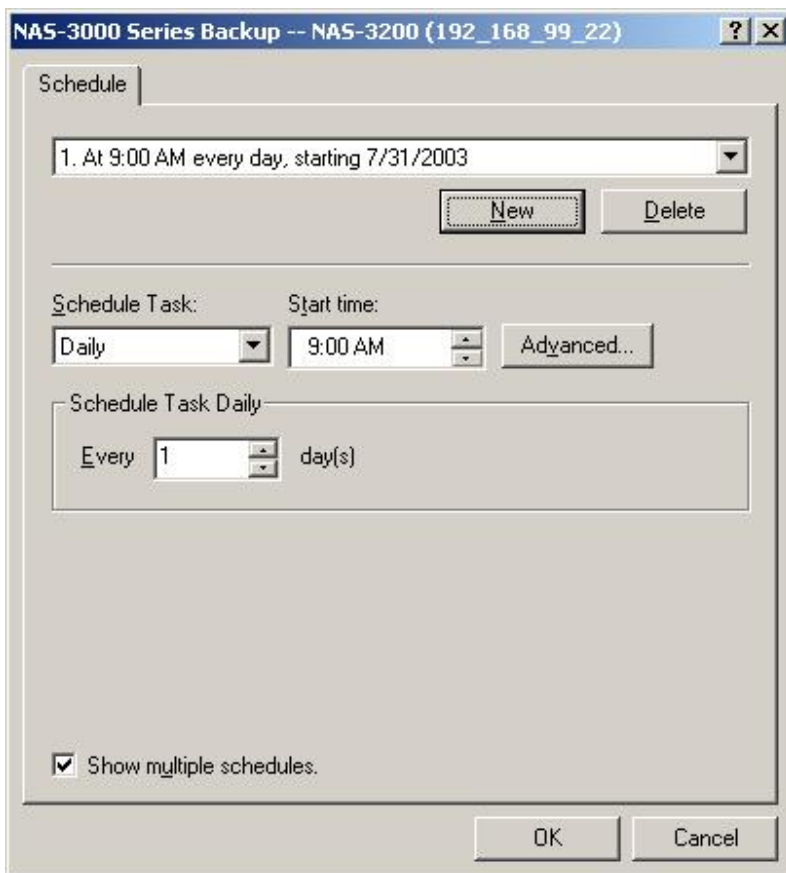 NAS-3000 Series Backup -- NAS-3200 (192_168_99_22)
Schedule
1. At 9:00 AM every day, starting 7/31/2003
New Delete
Schedule Task: Start time:
Daily 9:00 AM Advanced...
Schedule Task Daily
Every 1 day(s)
Show multiple schedules.
OK Cancel